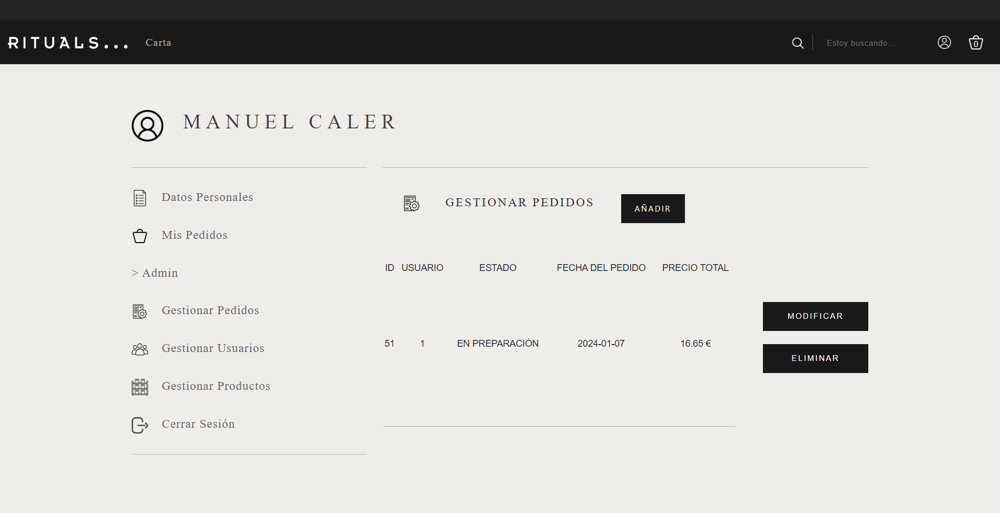 RITUALS...
Carta
Estoy buscando...
0
MANUEL CALER
Datos Personales
Mis Pedidos
> Admin
Gestionar Pedidos
Gestionar Usuarios
Gestionar Productos
Cerrar Sesión
GESTIONAR PEDIDOS
AÑADIR
ID USUARIO ESTADO FECHA DEL PEDIDO PRECIO TOTAL
51 1 EN PREPARACIÓN 2024-01-07 16.65 €
MODIFICAR
ELIMINAR